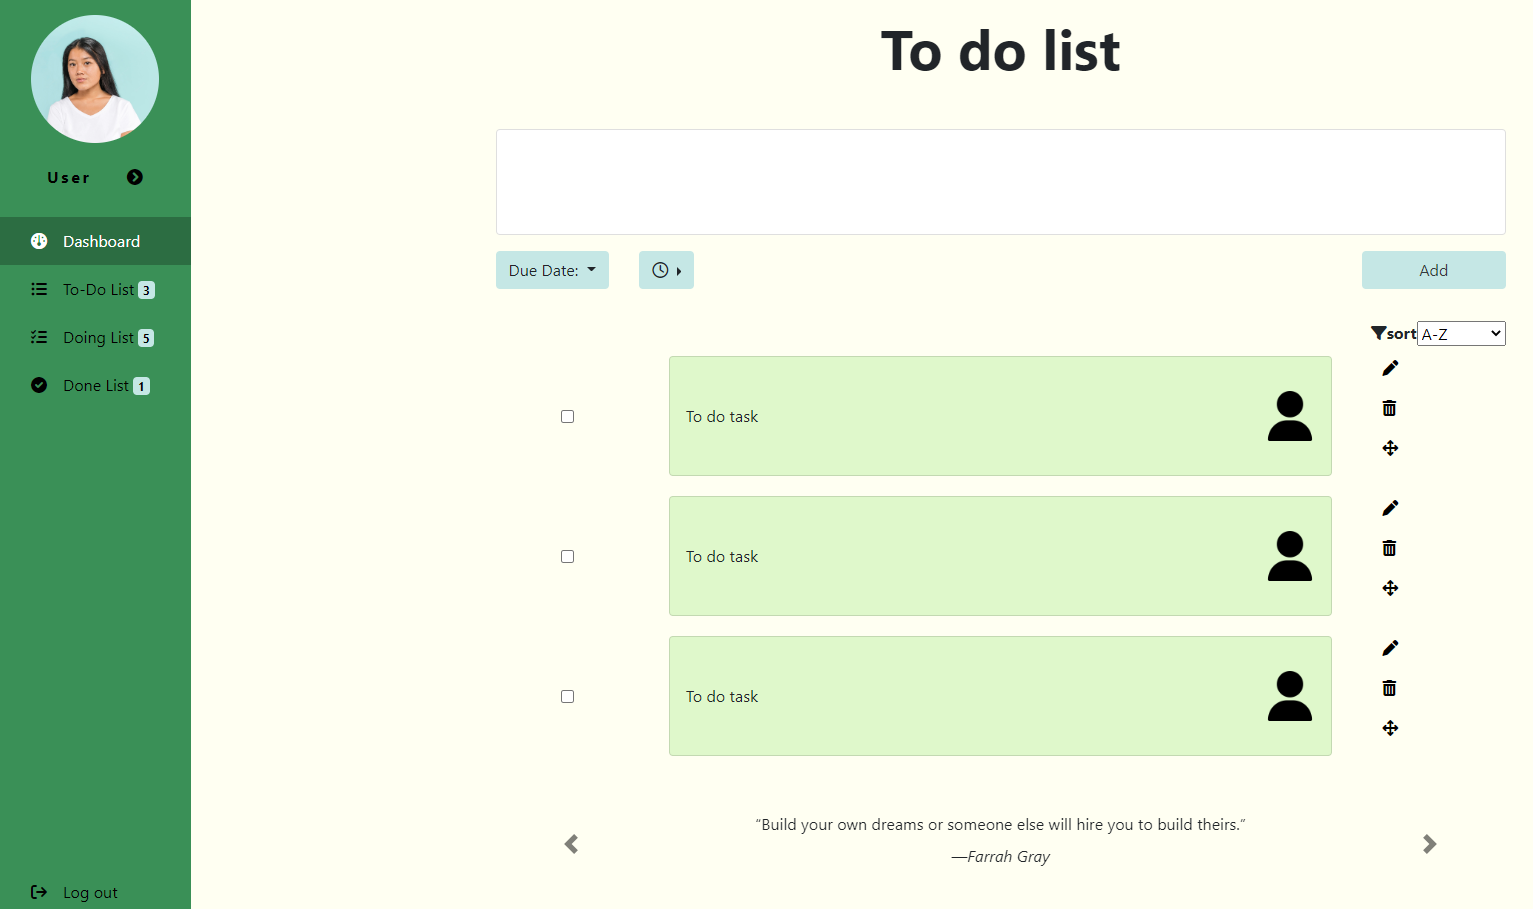 User
Dashboard
To-Do List 3
Doing List 5
Done List 1
Log out
To do list
Due Date:
Add
sort A-Z
To do task
To do task
To do task
“Build your own dreams or someone else will hire you to build theirs.”
—Farrah Gray